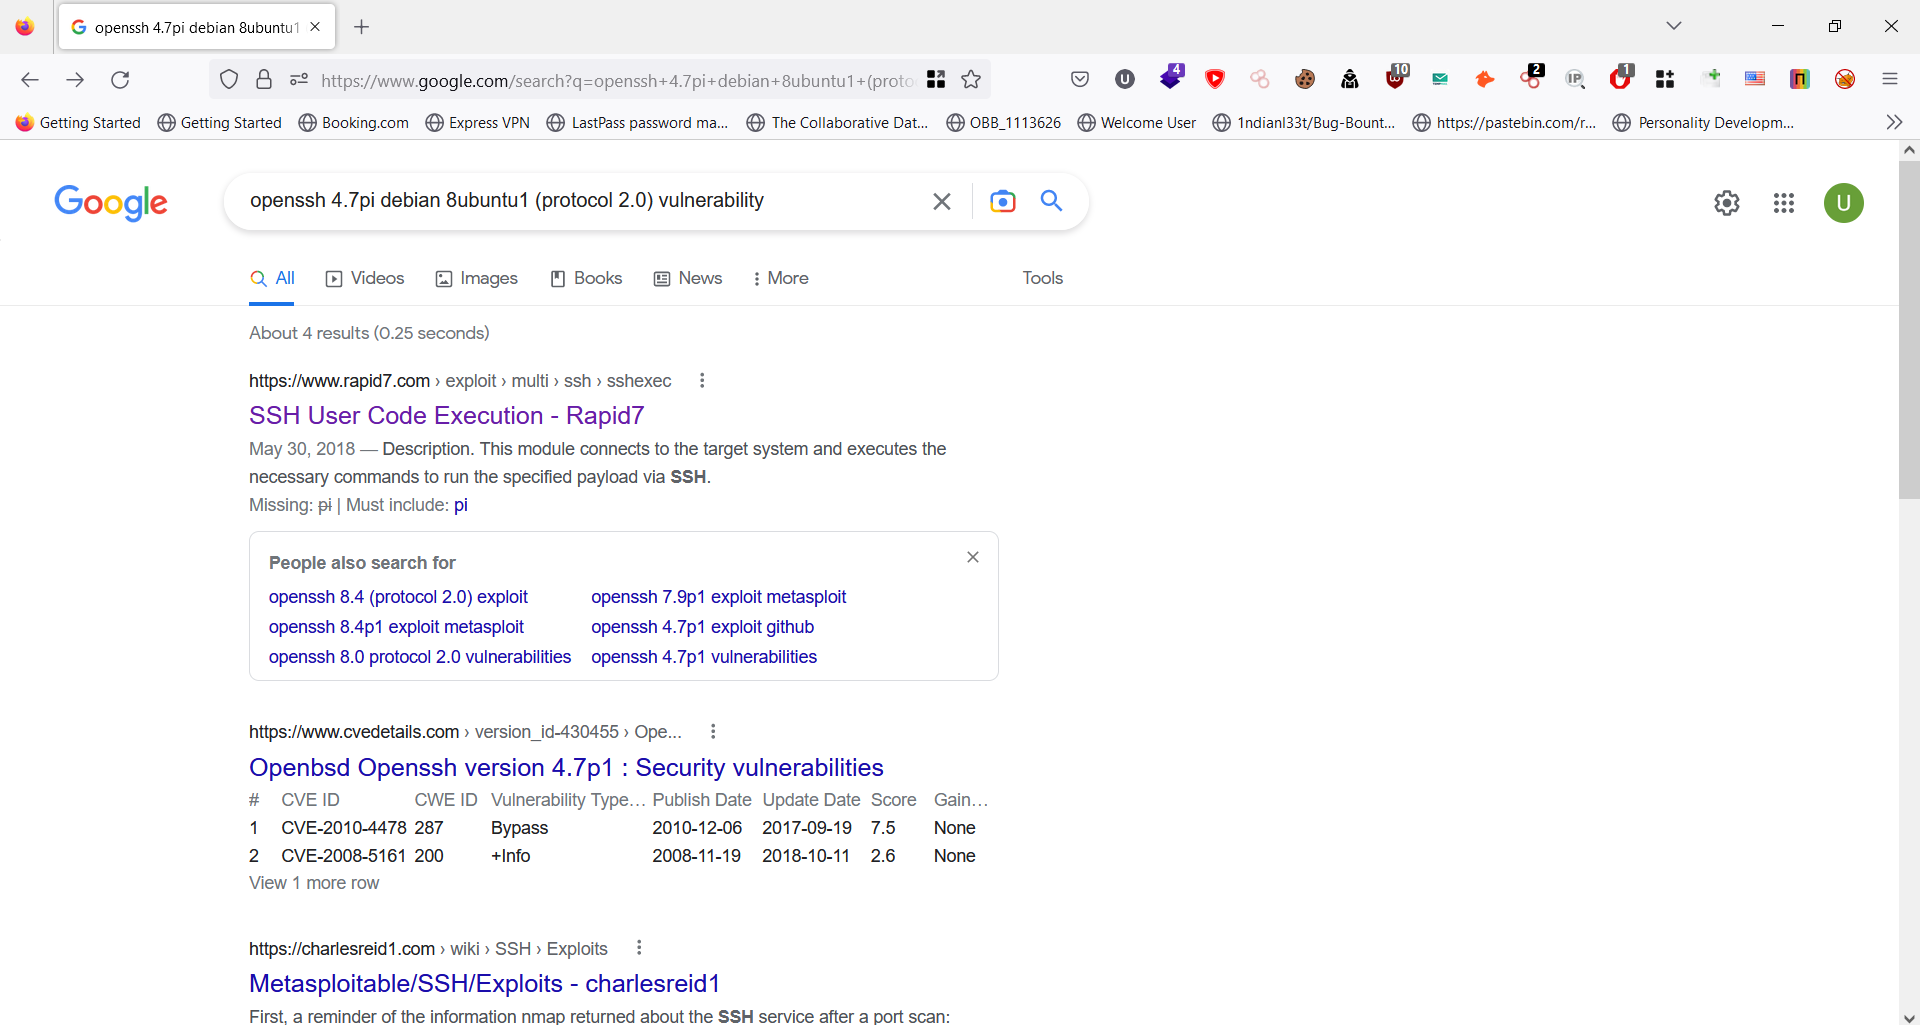 openssh 4.7pi debian 8ubuntu1
https://www.google.com/search?q=openssh+4.7pi+debian+8ubuntu1+(proto
U
4
10
2
IP
1
Getting Started
Getting Started
Booking.com
Express VPN
LastPass password ma...
The Collaborative Dat...
OBB_1113626
Welcome User
1ndianl33t/Bug-Bount...
https://pastebin.com/r...
Personality Developm...
Google
openssh 4.7pi debian 8ubuntu1 (protocol 2.0) vulnerability
U
All
Videos
Images
Books
News
More
Tools
About 4 results (0.25 seconds)
https://www.rapid7.com › exploit › multi › ssh › sshexec
SSH User Code Execution - Rapid7
May 30, 2018 — Description. This module connects to the target system and executes the
necessary commands to run the specified payload via SSH.
Missing: pi | Must include: pi
People also search for
openssh 8.4 (protocol 2.0) exploit
openssh 7.9p1 exploit metasploit
openssh 8.4p1 exploit metasploit
openssh 4.7p1 exploit github
openssh 8.0 protocol 2.0 vulnerabilities
openssh 4.7p1 vulnerabilities
https://www.cvedetails.com › version_id-430455 › Ope...
Openbsd Openssh version 4.7p1 : Security vulnerabilities
# CVE ID CWE ID Vulnerability Type... Publish Date Update Date Score Gain...
1 CVE-2010-4478 287 Bypass 2010-12-06 2017-09-19 7.5 None
2 CVE-2008-5161 200 +Info 2008-11-19 2018-10-11 2.6 None
View 1 more row
https://charlesreid1.com › wiki › SSH › Exploits
Metasploitable/SSH/Exploits - charlesreid1
First, a reminder of the information nmap returned about the SSH service after a port scan: